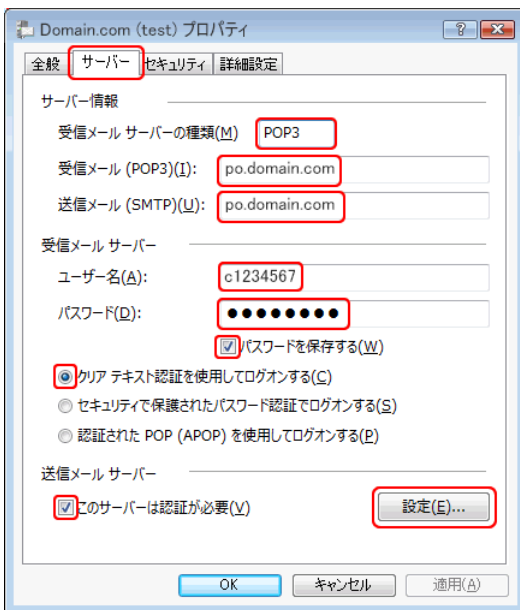 Domain.com (test) プロパティ
全般 サーバー セキュリティ 詳細設定
サーバー情報
受信メール サーバーの種類(M) POP3
受信メール (POP3)(I): po.domain.com
送信メール (SMTP)(U): po.domain.com
受信メール サーバー
ユーザー名(A): c1234567
パスワード(D): ●●●●●●●●
パスワードを保存する(W)
クリア テキスト認証を使用してログオンする(C)
セキュリティで保護されたパスワード認証でログオンする(S)
認証された POP (APOP) を使用してログオンする(P)
送信メール サーバー
このサーバーは認証が必要(V) 設定(E)...
OK キャンセル 適用(A)